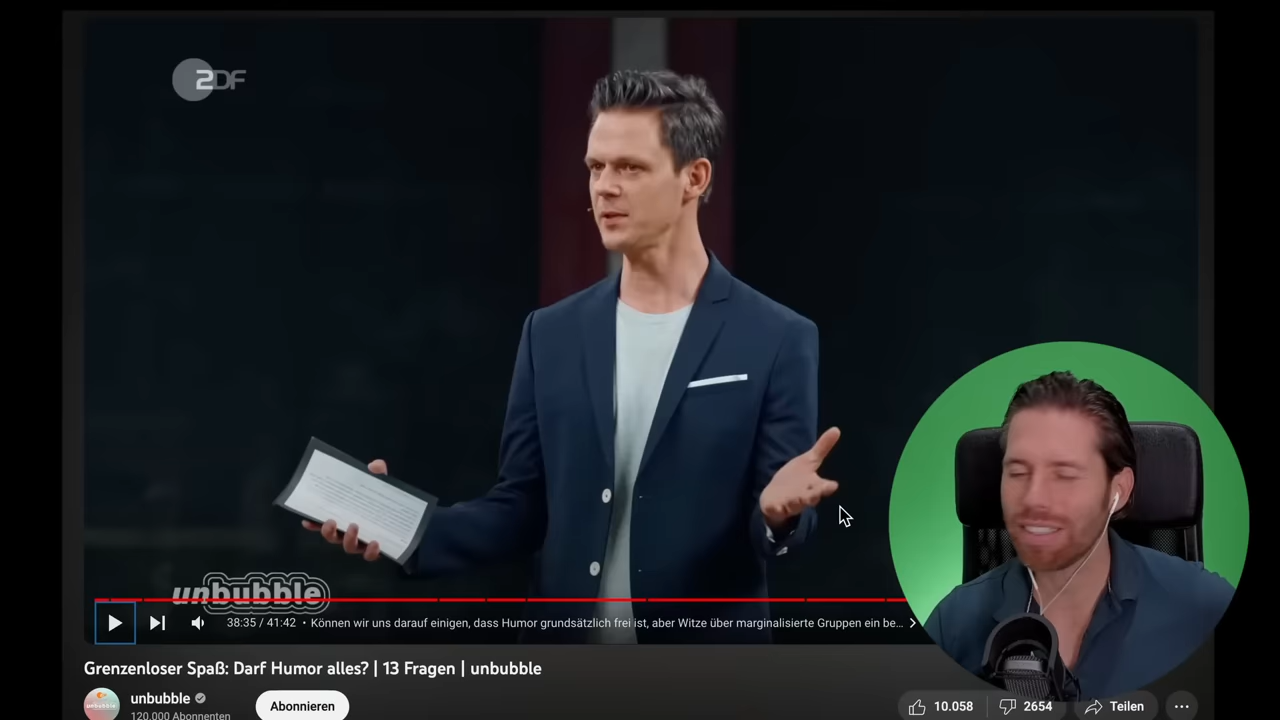 ZDF
unbubble
38:35 / 41:42 • Können wir uns darauf einigen, dass Humor grundsätzlich frei ist, aber Witze über marginalisierte Gruppen ein be…
Grenzenloser Spaß: Darf Humor alles? | 13 Fragen | unbubble
unbubble
120.000 Abonnenten
Abonnieren
10.058
2654
Teilen